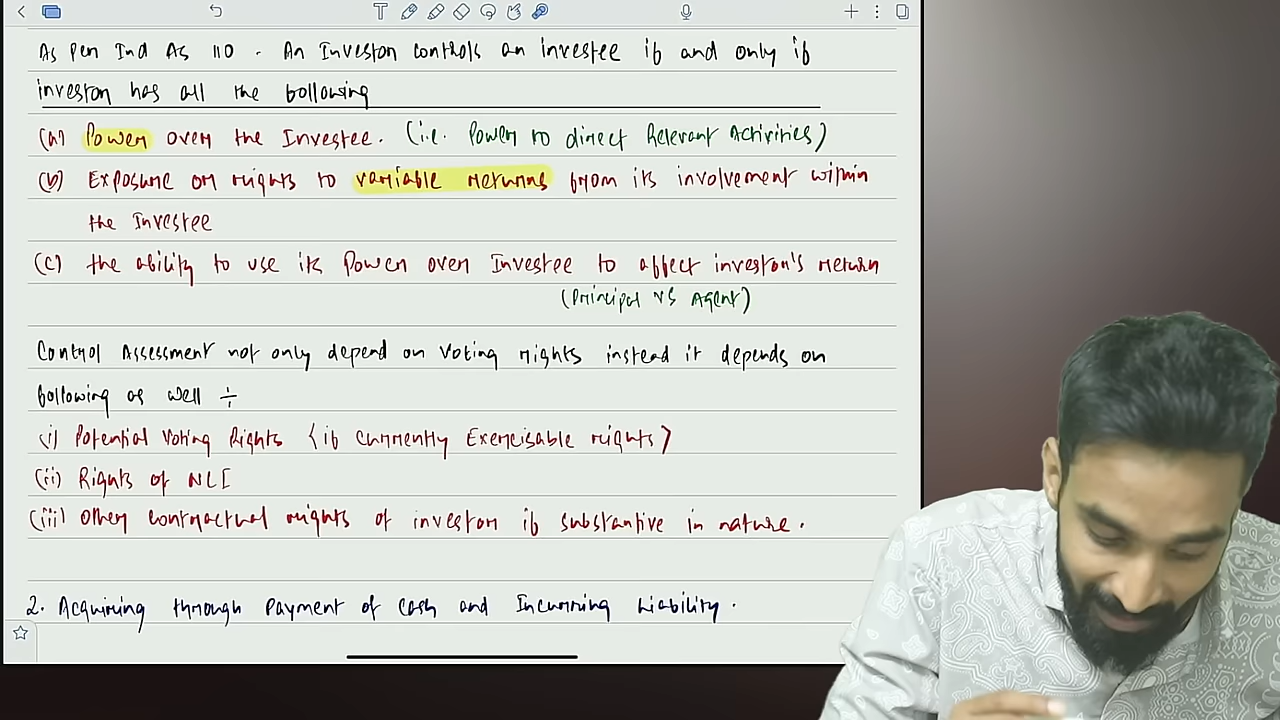 As per Ind AS 110 . An Investor controls an investee if and only if
investor has all the following
(a) Power over the Investee. (i.e. Power to direct Relevant Activities)
(b) Exposure or rights to variable returns from its involvement within
the Investee
(c) the ability to use its Power over Investee to affect investor's return
(Principal vs Agent)
Control Assessment not only depend on Voting rights instead it depends on
following as well ÷
(i) Potential Voting Rights {if currently Exercisable rights}
(ii) Rights of NCI
(iii) Other contractual rights of investor if substantive in nature.
2. Acquiring through Payment of cash and Incurring Liability.